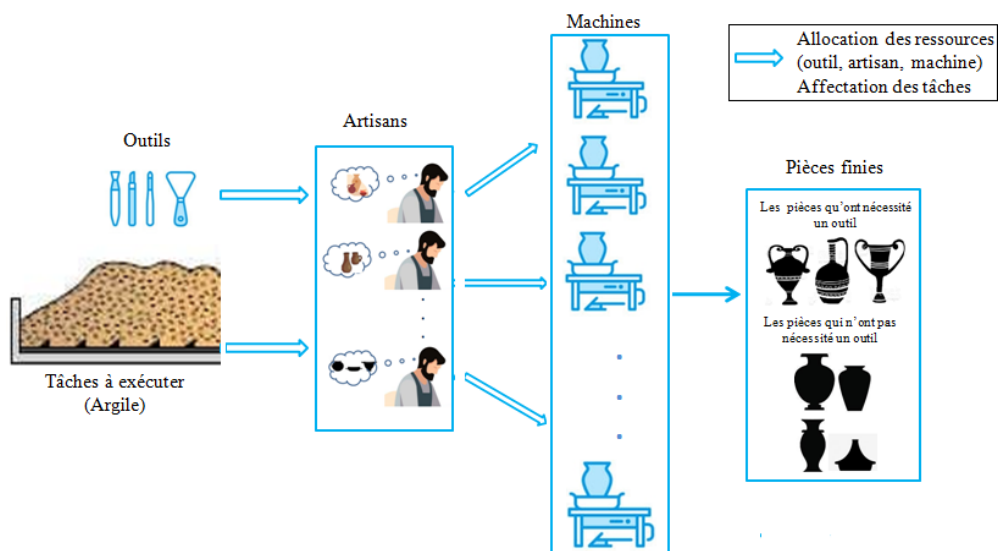 Outils
Tâches à exécuter
(Argile)
Artisans
Machines
Allocation des ressources
(outil, artisan, machine)
Affectation des tâches
Pièces finies
Les pièces qu'ont nécessité
un outil
Les pièces qui n'ont pas
nécessité un outil